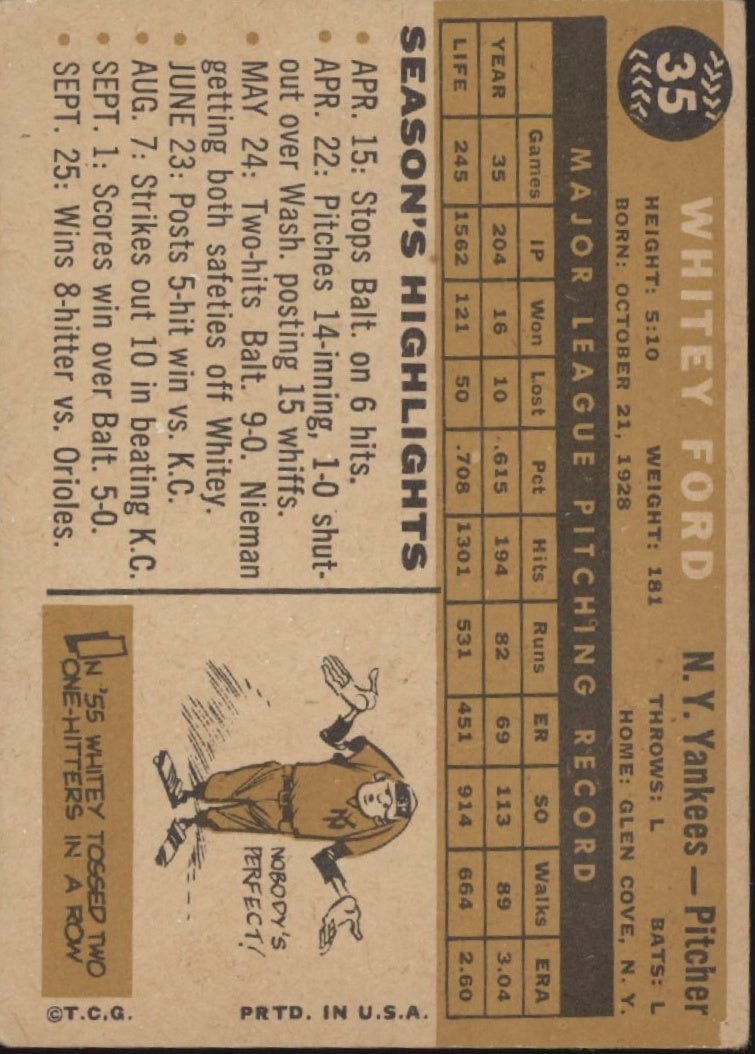 35
WHITEY FORD
N. Y. Yankees — Pitcher
HEIGHT: 5:10 WEIGHT: 181 THROWS: L BATS: L
BORN: OCTOBER 21, 1928 HOME: GLEN COVE, N. Y.
MAJOR LEAGUE PITCHING RECORD
Games IP Won Lost Pct Hits Runs ER SO Walks ERA
YEAR 35 204 16 10 .615 194 82 69 113 89 3.04
LIFE 245 1562 121 50 .708 1301 531 451 914 664 2.60
SEASON'S HIGHLIGHTS
• APR. 15: Stops Balt. on 6 hits.
• APR. 22: Pitches 14-inning, 1-0 shut-
out over Wash. posting 15 whiffs.
• MAY 24: Two-hits Balt. 9-0. Nieman
getting both safeties off Whitey.
• JUNE 23: Posts 5-hit win vs. K.C.
• AUG. 7: Strikes out 10 in beating K.C.
• SEPT. 1: Scores win over Balt. 5-0.
• SEPT. 25: Wins 8-hitter vs. Orioles.
NY
NOBODY'S
PERFECT!
IN '55 WHITEY TOSSED TWO
ONE-HITTERS IN A ROW
©T.C.G. PRTD. IN U.S.A.